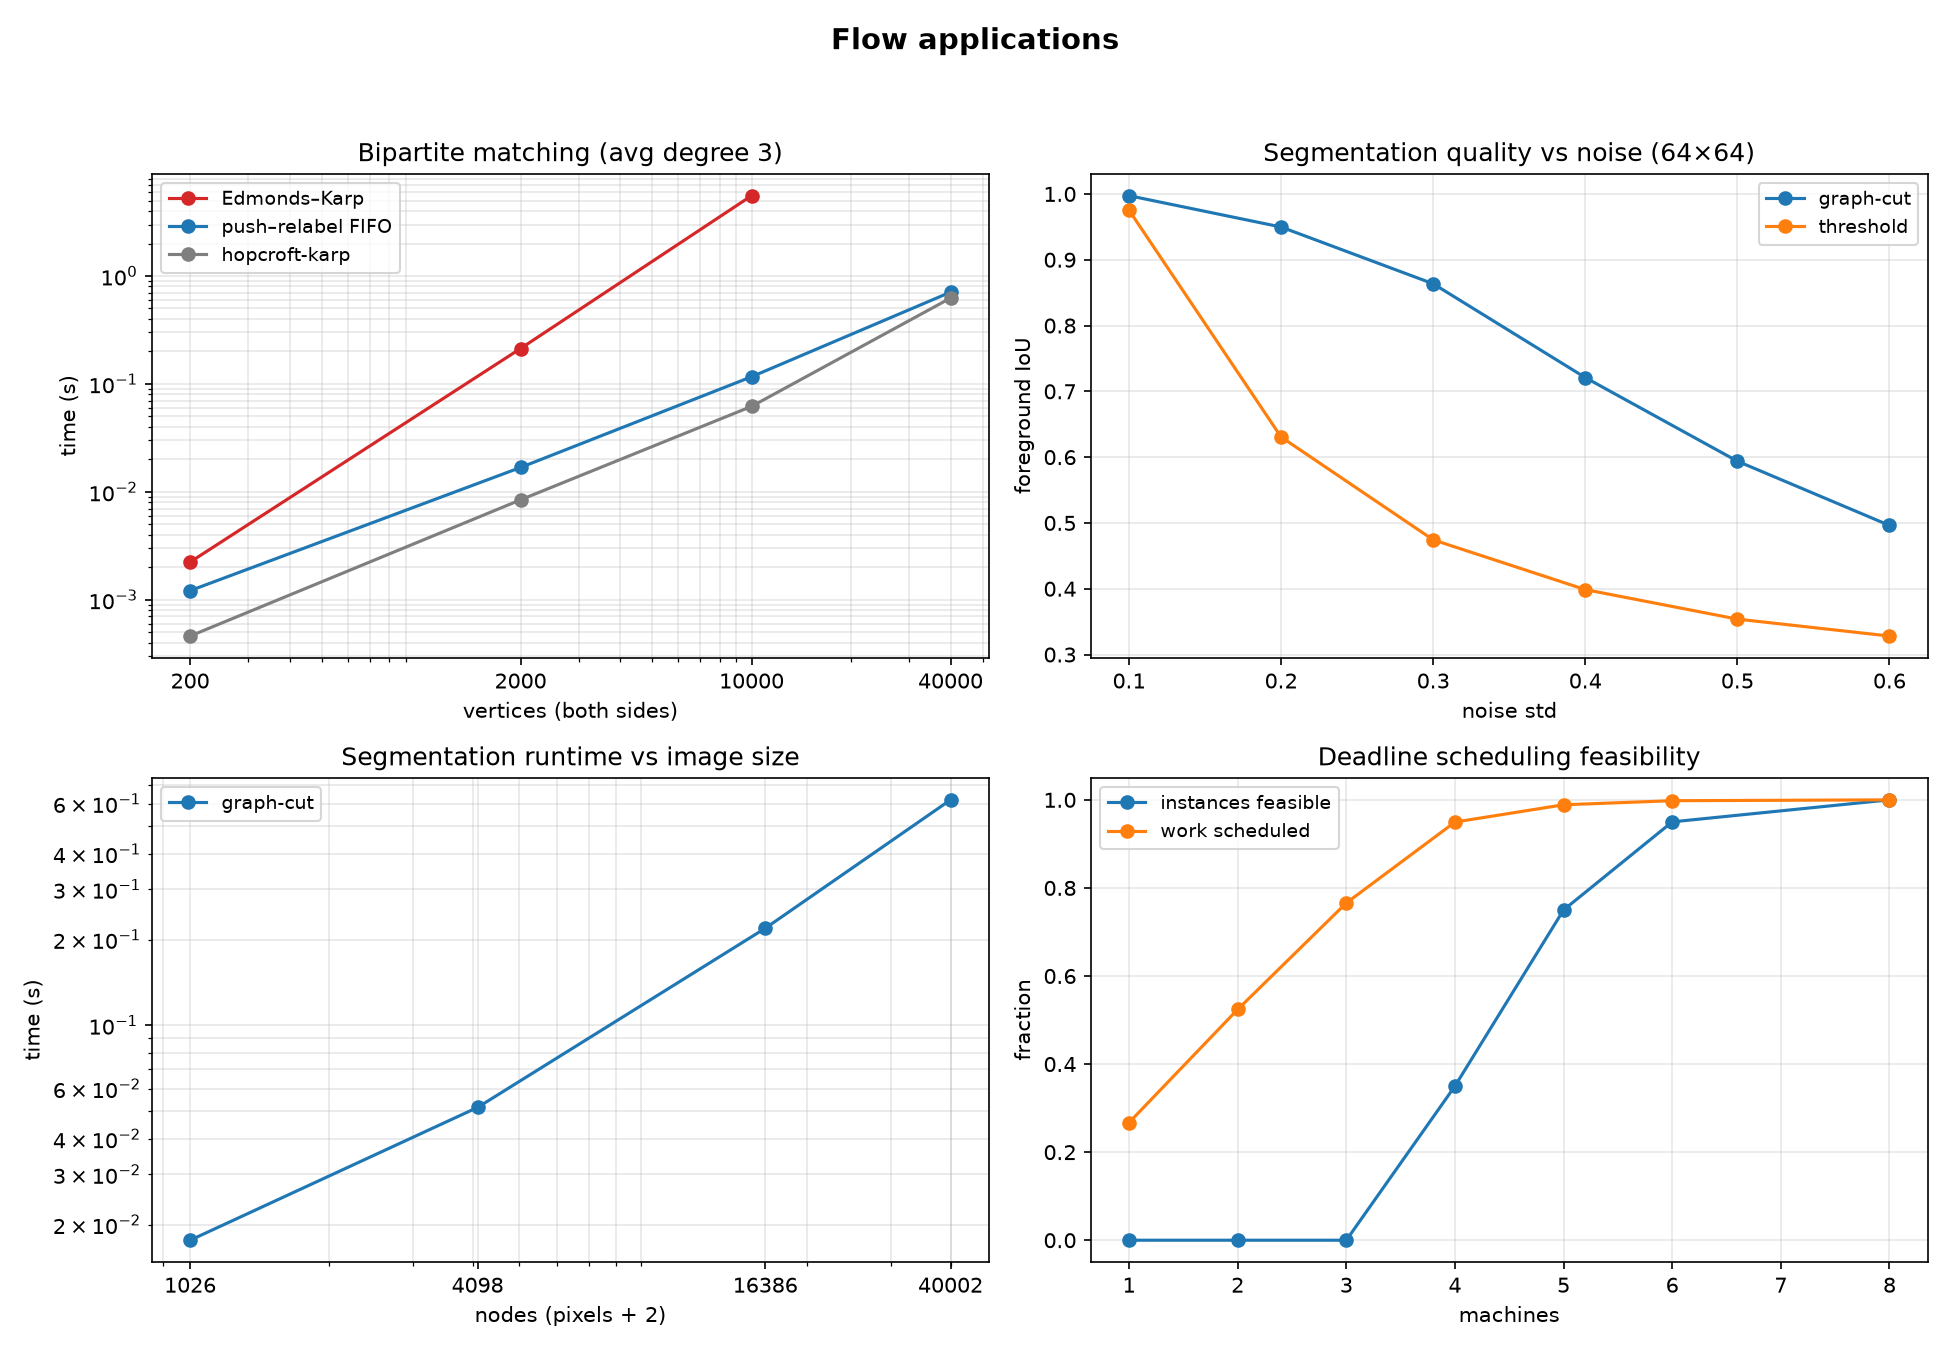 Flow applications
Bipartite matching (avg degree 3)
Edmonds–Karp
push–relabel FIFO
hopcroft-karp
10⁰
10⁻¹
10⁻²
10⁻³
time (s)
200 2000 10000 40000
vertices (both sides)
Segmentation quality vs noise (64×64)
graph-cut
threshold
1.0
0.9
0.8
0.7
0.6
0.5
0.4
0.3
foreground IoU
0.1 0.2 0.3 0.4 0.5 0.6
noise std
Segmentation runtime vs image size
graph-cut
6 × 10⁻¹
4 × 10⁻¹
3 × 10⁻¹
2 × 10⁻¹
10⁻¹
6 × 10⁻²
4 × 10⁻²
3 × 10⁻²
2 × 10⁻²
time (s)
1026 4098 16386 40002
nodes (pixels + 2)
Deadline scheduling feasibility
instances feasible
work scheduled
1.0
0.8
0.6
0.4
0.2
0.0
fraction
1 2 3 4 5 6 7 8
machines